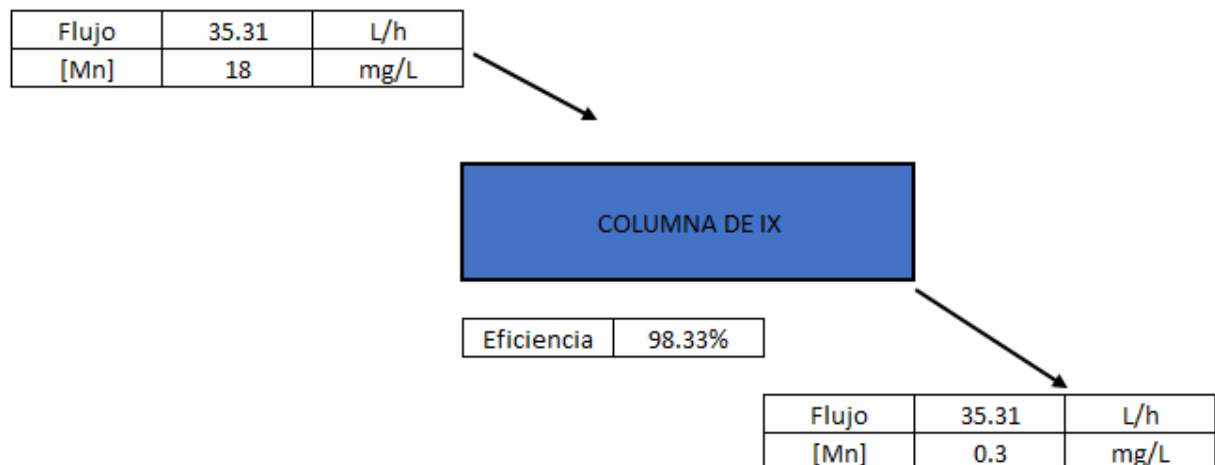 Flujo 35.31 L/h
[Mn] 18 mg/L
COLUMNA DE IX
Eficiencia 98.33%
Flujo 35.31 L/h
[Mn] 0.3 mg/L